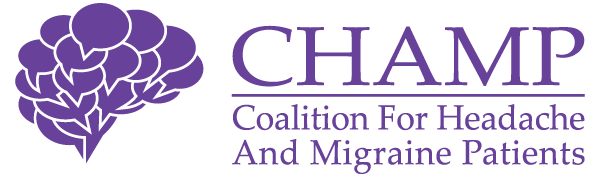 CHAMP
Coalition For Headache
And Migraine Patients